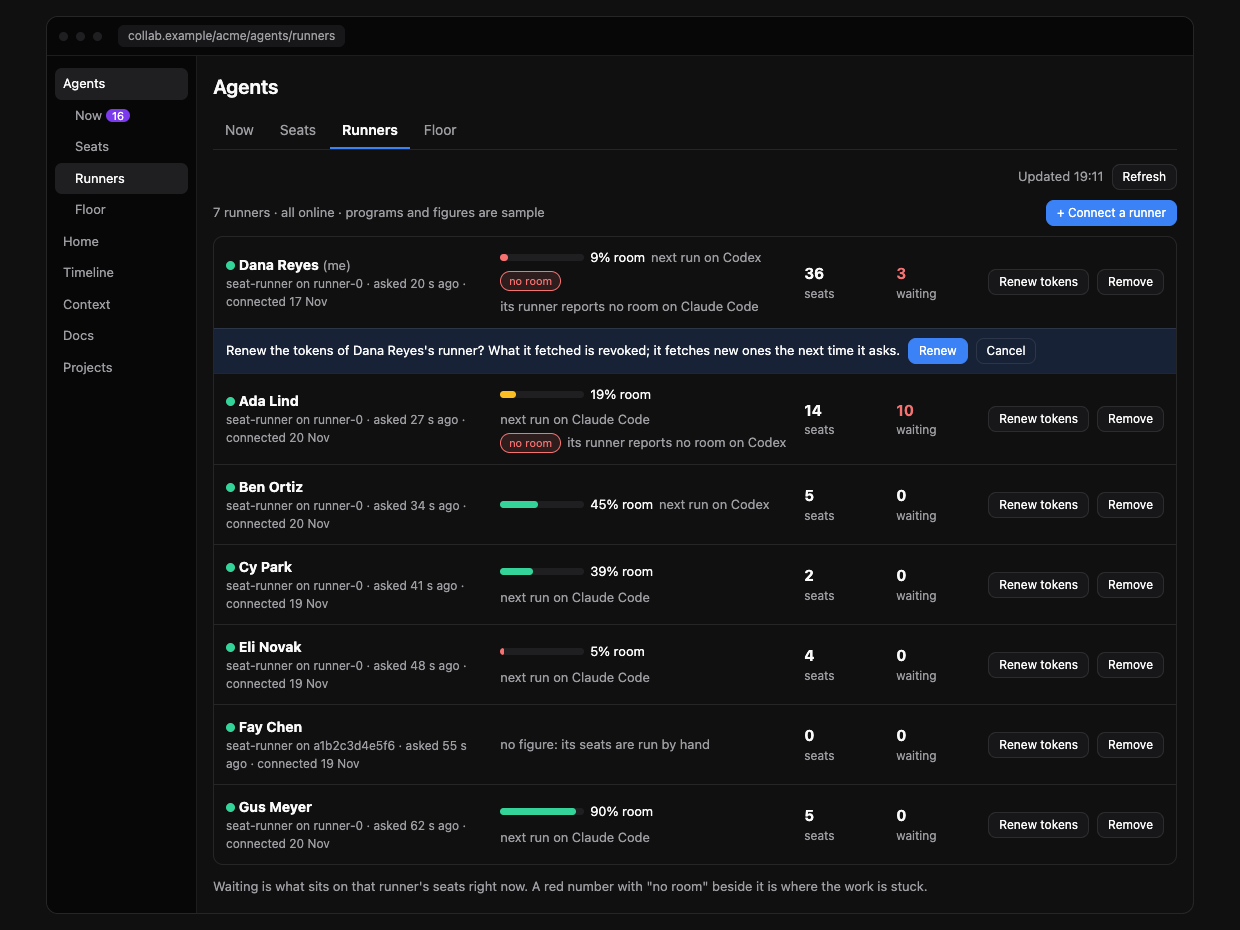 collab.example/acme/agents/runners
Agents
Now 16
Seats
Runners
Floor
Home
Timeline
Context
Docs
Projects
Agents
Now Seats Runners Floor
Updated 19:11 Refresh
7 runners · all online · programs and figures are sample
+ Connect a runner
Dana Reyes (me)
seat-runner on runner-0 · asked 20 s ago ·
connected 17 Nov
9% room next run on Codex
no room
its runner reports no room on Claude Code
36
seats
3
waiting
Renew tokens Remove
Renew the tokens of Dana Reyes's runner? What it fetched is revoked; it fetches new ones the next time it asks. Renew Cancel
Ada Lind
seat-runner on runner-0 · asked 27 s ago ·
connected 20 Nov
19% room
next run on Claude Code
no room its runner reports no room on Codex
14
seats
10
waiting
Renew tokens Remove
Ben Ortiz
seat-runner on runner-0 · asked 34 s ago ·
connected 20 Nov
45% room next run on Codex
5
seats
0
waiting
Renew tokens Remove
Cy Park
seat-runner on runner-0 · asked 41 s ago ·
connected 19 Nov
39% room
next run on Claude Code
2
seats
0
waiting
Renew tokens Remove
Eli Novak
seat-runner on runner-0 · asked 48 s ago ·
connected 19 Nov
5% room
next run on Claude Code
4
seats
0
waiting
Renew tokens Remove
Fay Chen
seat-runner on a1b2c3d4e5f6 · asked 55 s
ago · connected 19 Nov
no figure: its seats are run by hand
0
seats
0
waiting
Renew tokens Remove
Gus Meyer
seat-runner on runner-0 · asked 62 s ago ·
connected 20 Nov
90% room
next run on Claude Code
5
seats
0
waiting
Renew tokens Remove
Waiting is what sits on that runner's seats right now. A red number with "no room" beside it is where the work is stuck.